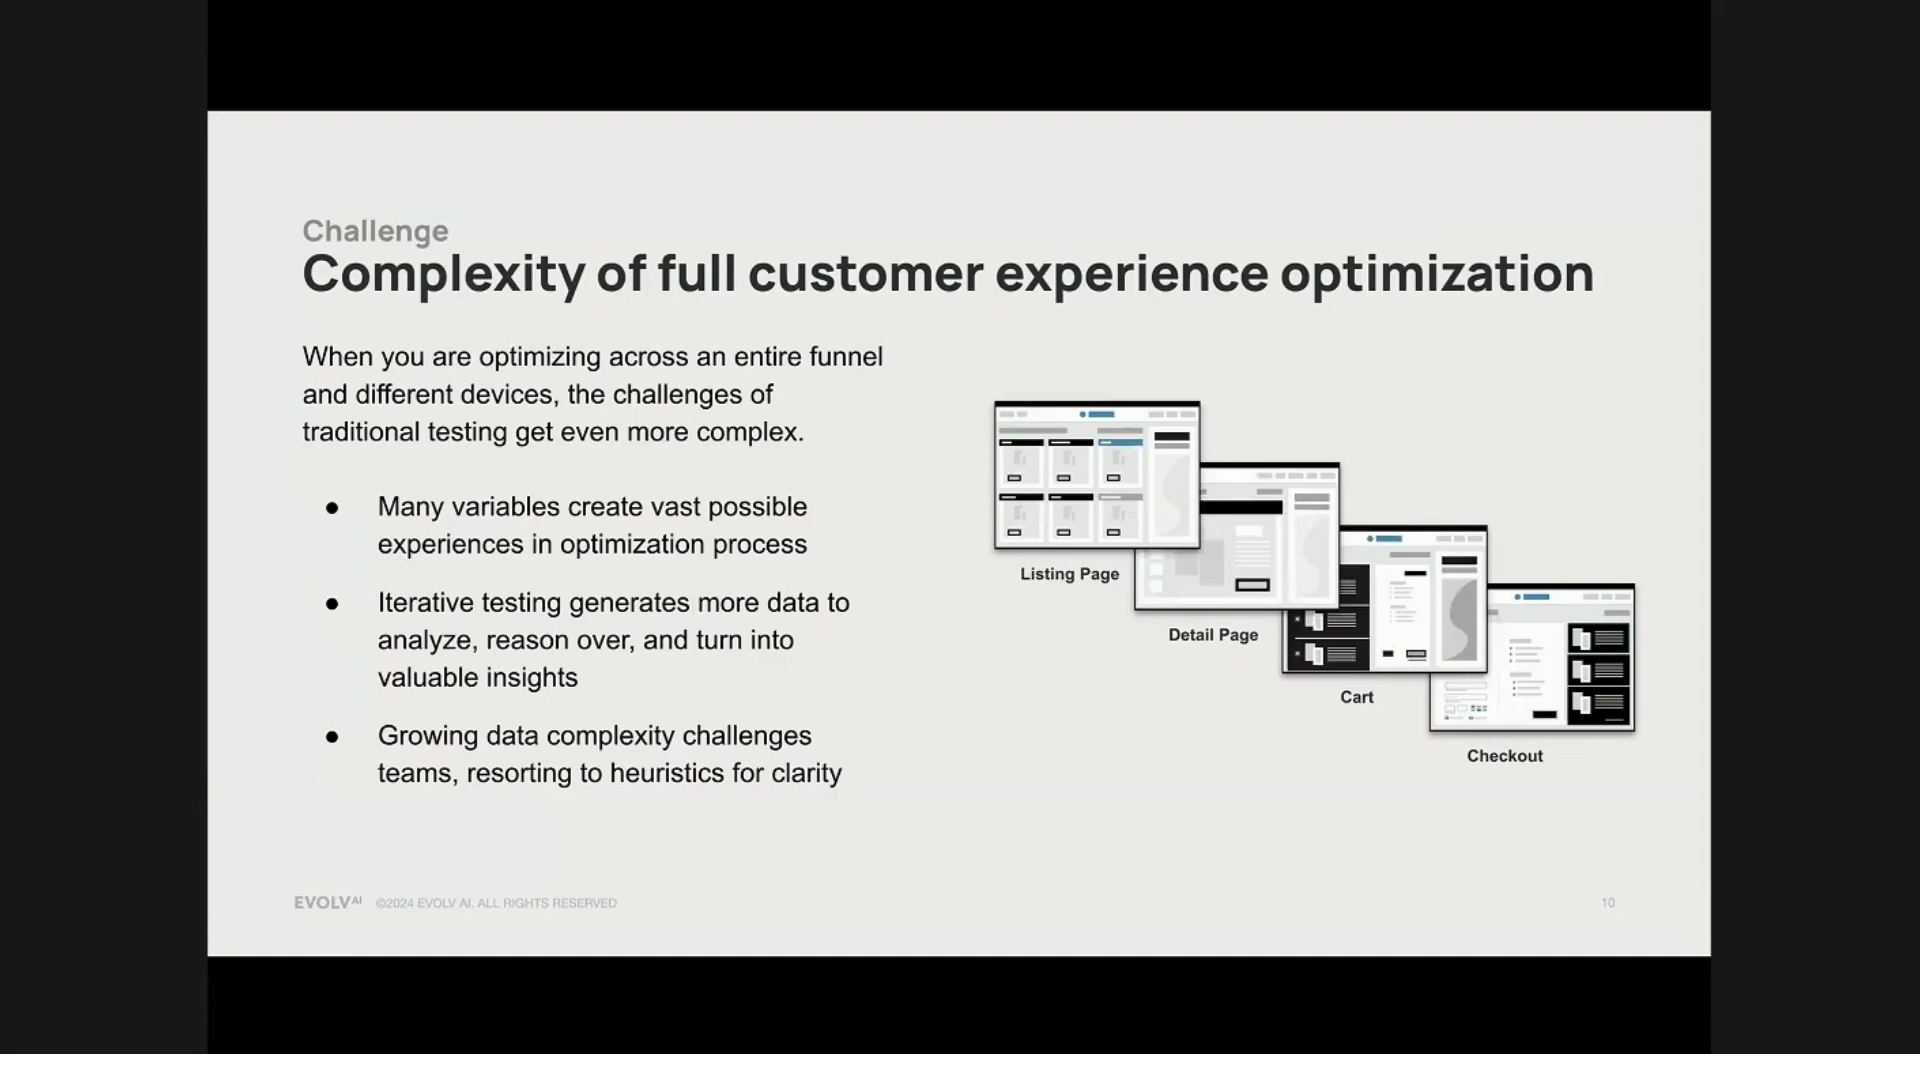 Challenge
Complexity of full customer experience optimization
When you are optimizing across an entire funnel
and different devices, the challenges of
traditional testing get even more complex.
● Many variables create vast possible
experiences in optimization process
● Iterative testing generates more data to
analyze, reason over, and turn into
valuable insights
● Growing data complexity challenges
teams, resorting to heuristics for clarity
Listing Page
Detail Page
Cart
Checkout
EVOLVAI ©2024 EVOLV AI. ALL RIGHTS RESERVED
10